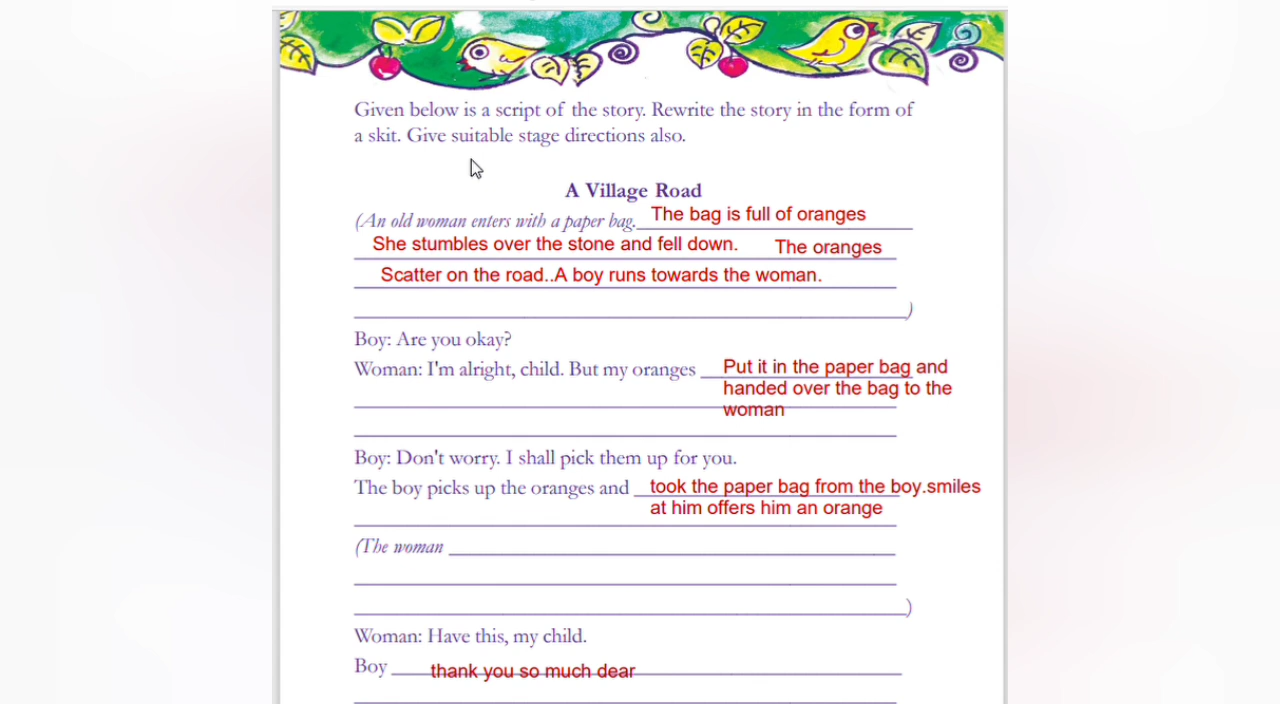 Given below is a script of the story. Rewrite the story in the form of
a skit. Give suitable stage directions also.
A Village Road
(An old woman enters with a paper bag. The bag is full of oranges
She stumbles over the stone and fell down. The oranges
Scatter on the road..A boy runs towards the woman.
)
Boy: Are you okay?
Woman: I'm alright, child. But my oranges Put it in the paper bag and
handed over the bag to the
woman
Boy: Don't worry. I shall pick them up for you.
The boy picks up the oranges and took the paper bag from the boy.smiles
at him offers him an orange
(The woman
)
Woman: Have this, my child.
Boy thank you so much dear